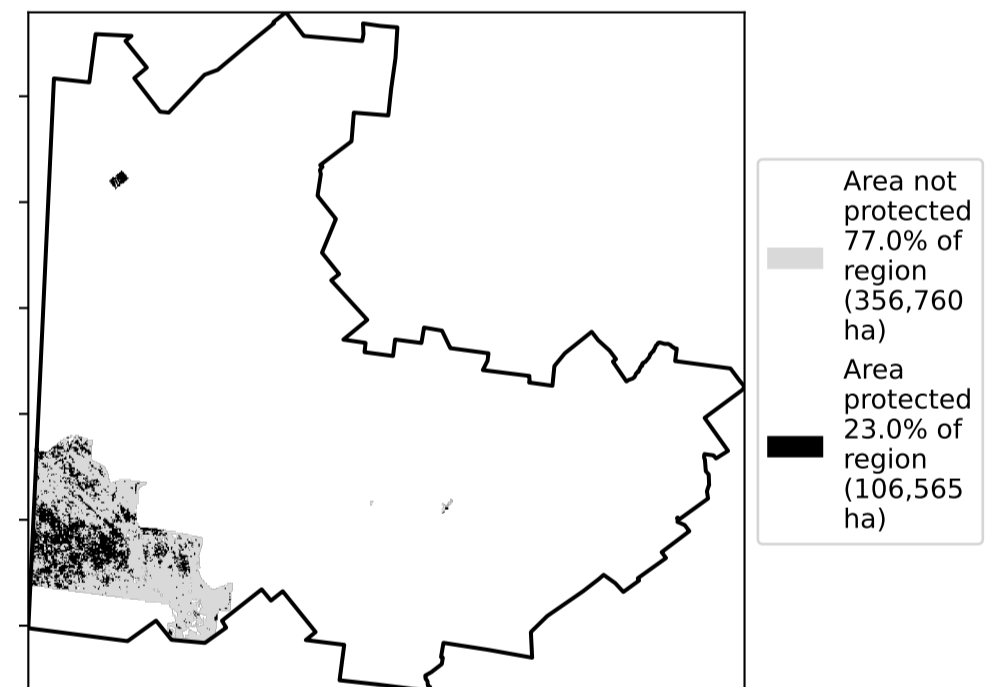 Area not
protected
77.0% of
region
(356,760
ha)
Area
protected
23.0% of
region
(106,565
ha)